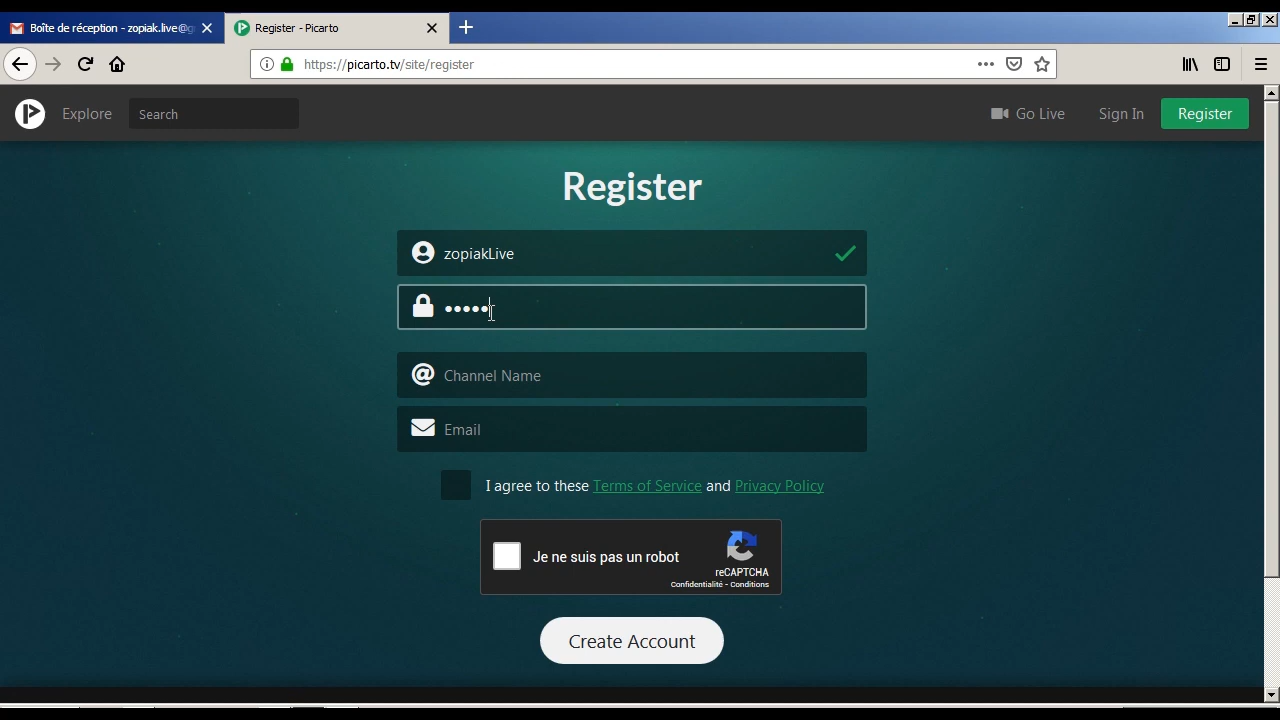 Boîte de réception - zopiak.live@g
Register - Picarto
https://picarto.tv/site/register
Explore
Search
Go Live
Sign In
Register
Register
zopiakLive
•••••
Channel Name
Email
I agree to these Terms of Service and Privacy Policy
Je ne suis pas un robot
reCAPTCHA
Confidentialité - Conditions
Create Account